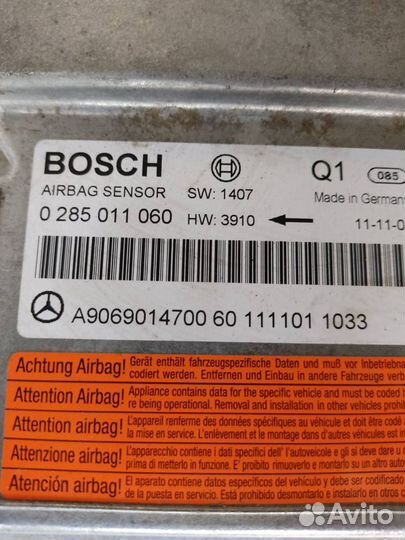 BOSCH Q1 085
AIRBAG SENSOR SW: 1407 Made in German
0 285 011 060 HW: 3910 11-11-0
A9069014700 60 111101 1033
Achtung Airbag! Gerät enthält fahrzeugspezifische Daten und muß vor Inbetriebna
codiert werden. Entfernen und Einbau in andere Fahrzeuge verb
Attention Airbag! Appliance contains data for the specific vehicle and must be coded b
re being operational. Removal and installation in other vehicles prohib
Attention airbag! L'appareil renferme des données spécifiques au véhicule et doit être codé a
la mise en service. L'enlèvement et le montage dans d'autres véhicules est int
Attenzione airbag! L'apparecchio contiene i dati specifici dell'autoveicolo e gli si deve dare u
prima di metterlo in funzione. E' proibito rimuoverlo e montarlo su un altro autov
Atención airbag! El aparato contiene datos específicos del vehículo y debe ser codificado
de la puesta en servicio. Está prohibido desmontarlo e instalarlo en otros
Avito